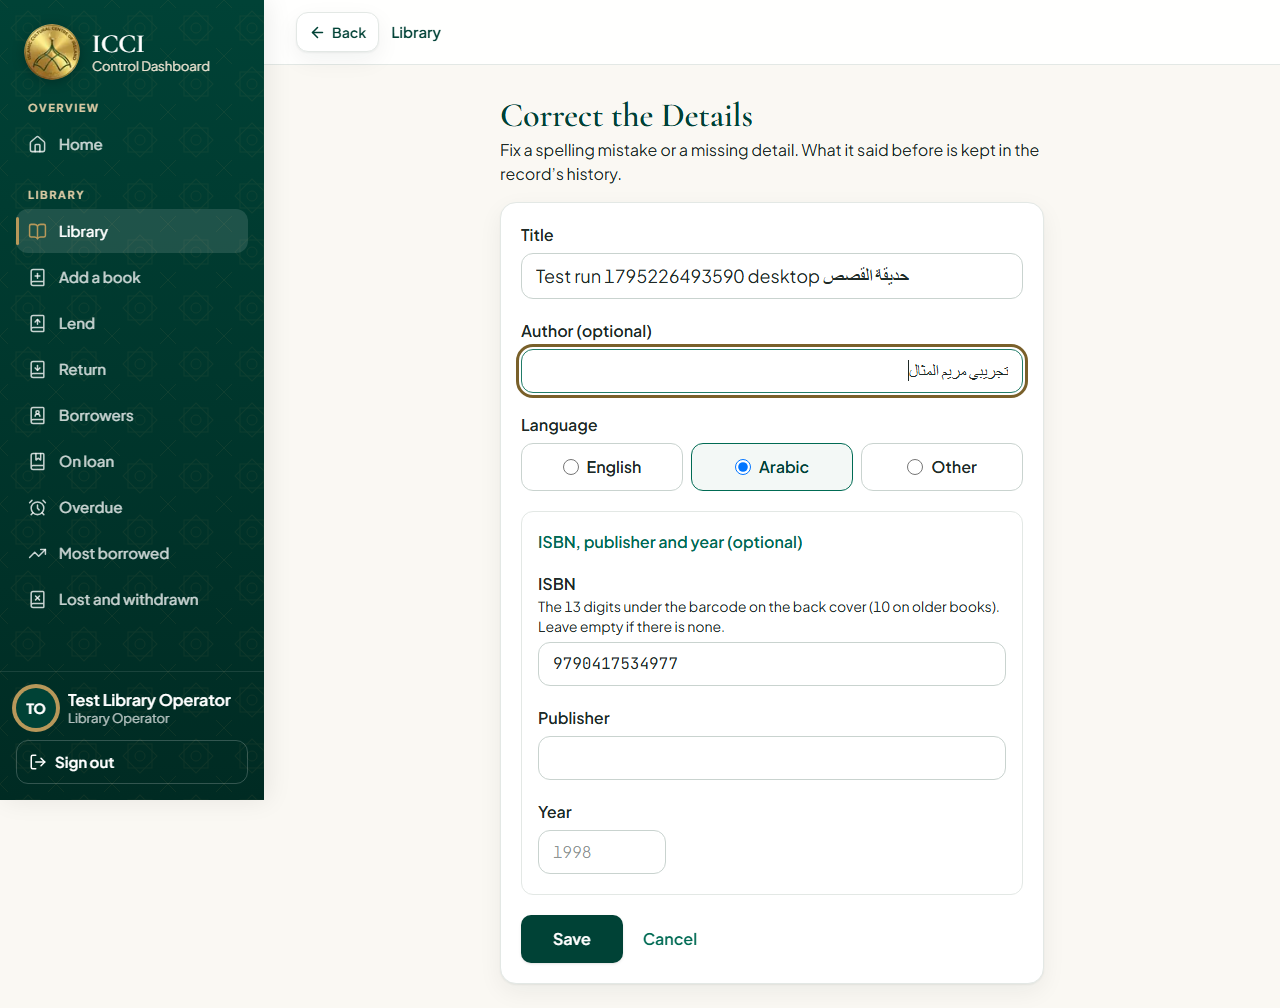 ICCI
Control Dashboard
OVERVIEW
Home
LIBRARY
Library
Add a book
Lend
Return
Borrowers
On loan
Overdue
Most borrowed
Lost and withdrawn
TO
Test Library Operator
Library Operator
Sign out
Back
Library
Correct the Details
Fix a spelling mistake or a missing detail. What it said before is kept in the
record’s history.
Title
Test run 1795226493590 desktop حديقة القصص
Author (optional)
تجريبي مريم المثال
Language
English
Arabic
Other
ISBN, publisher and year (optional)
ISBN
The 13 digits under the barcode on the back cover (10 on older books).
Leave empty if there is none.
9790417534977
Publisher
Year
1998
Save
Cancel